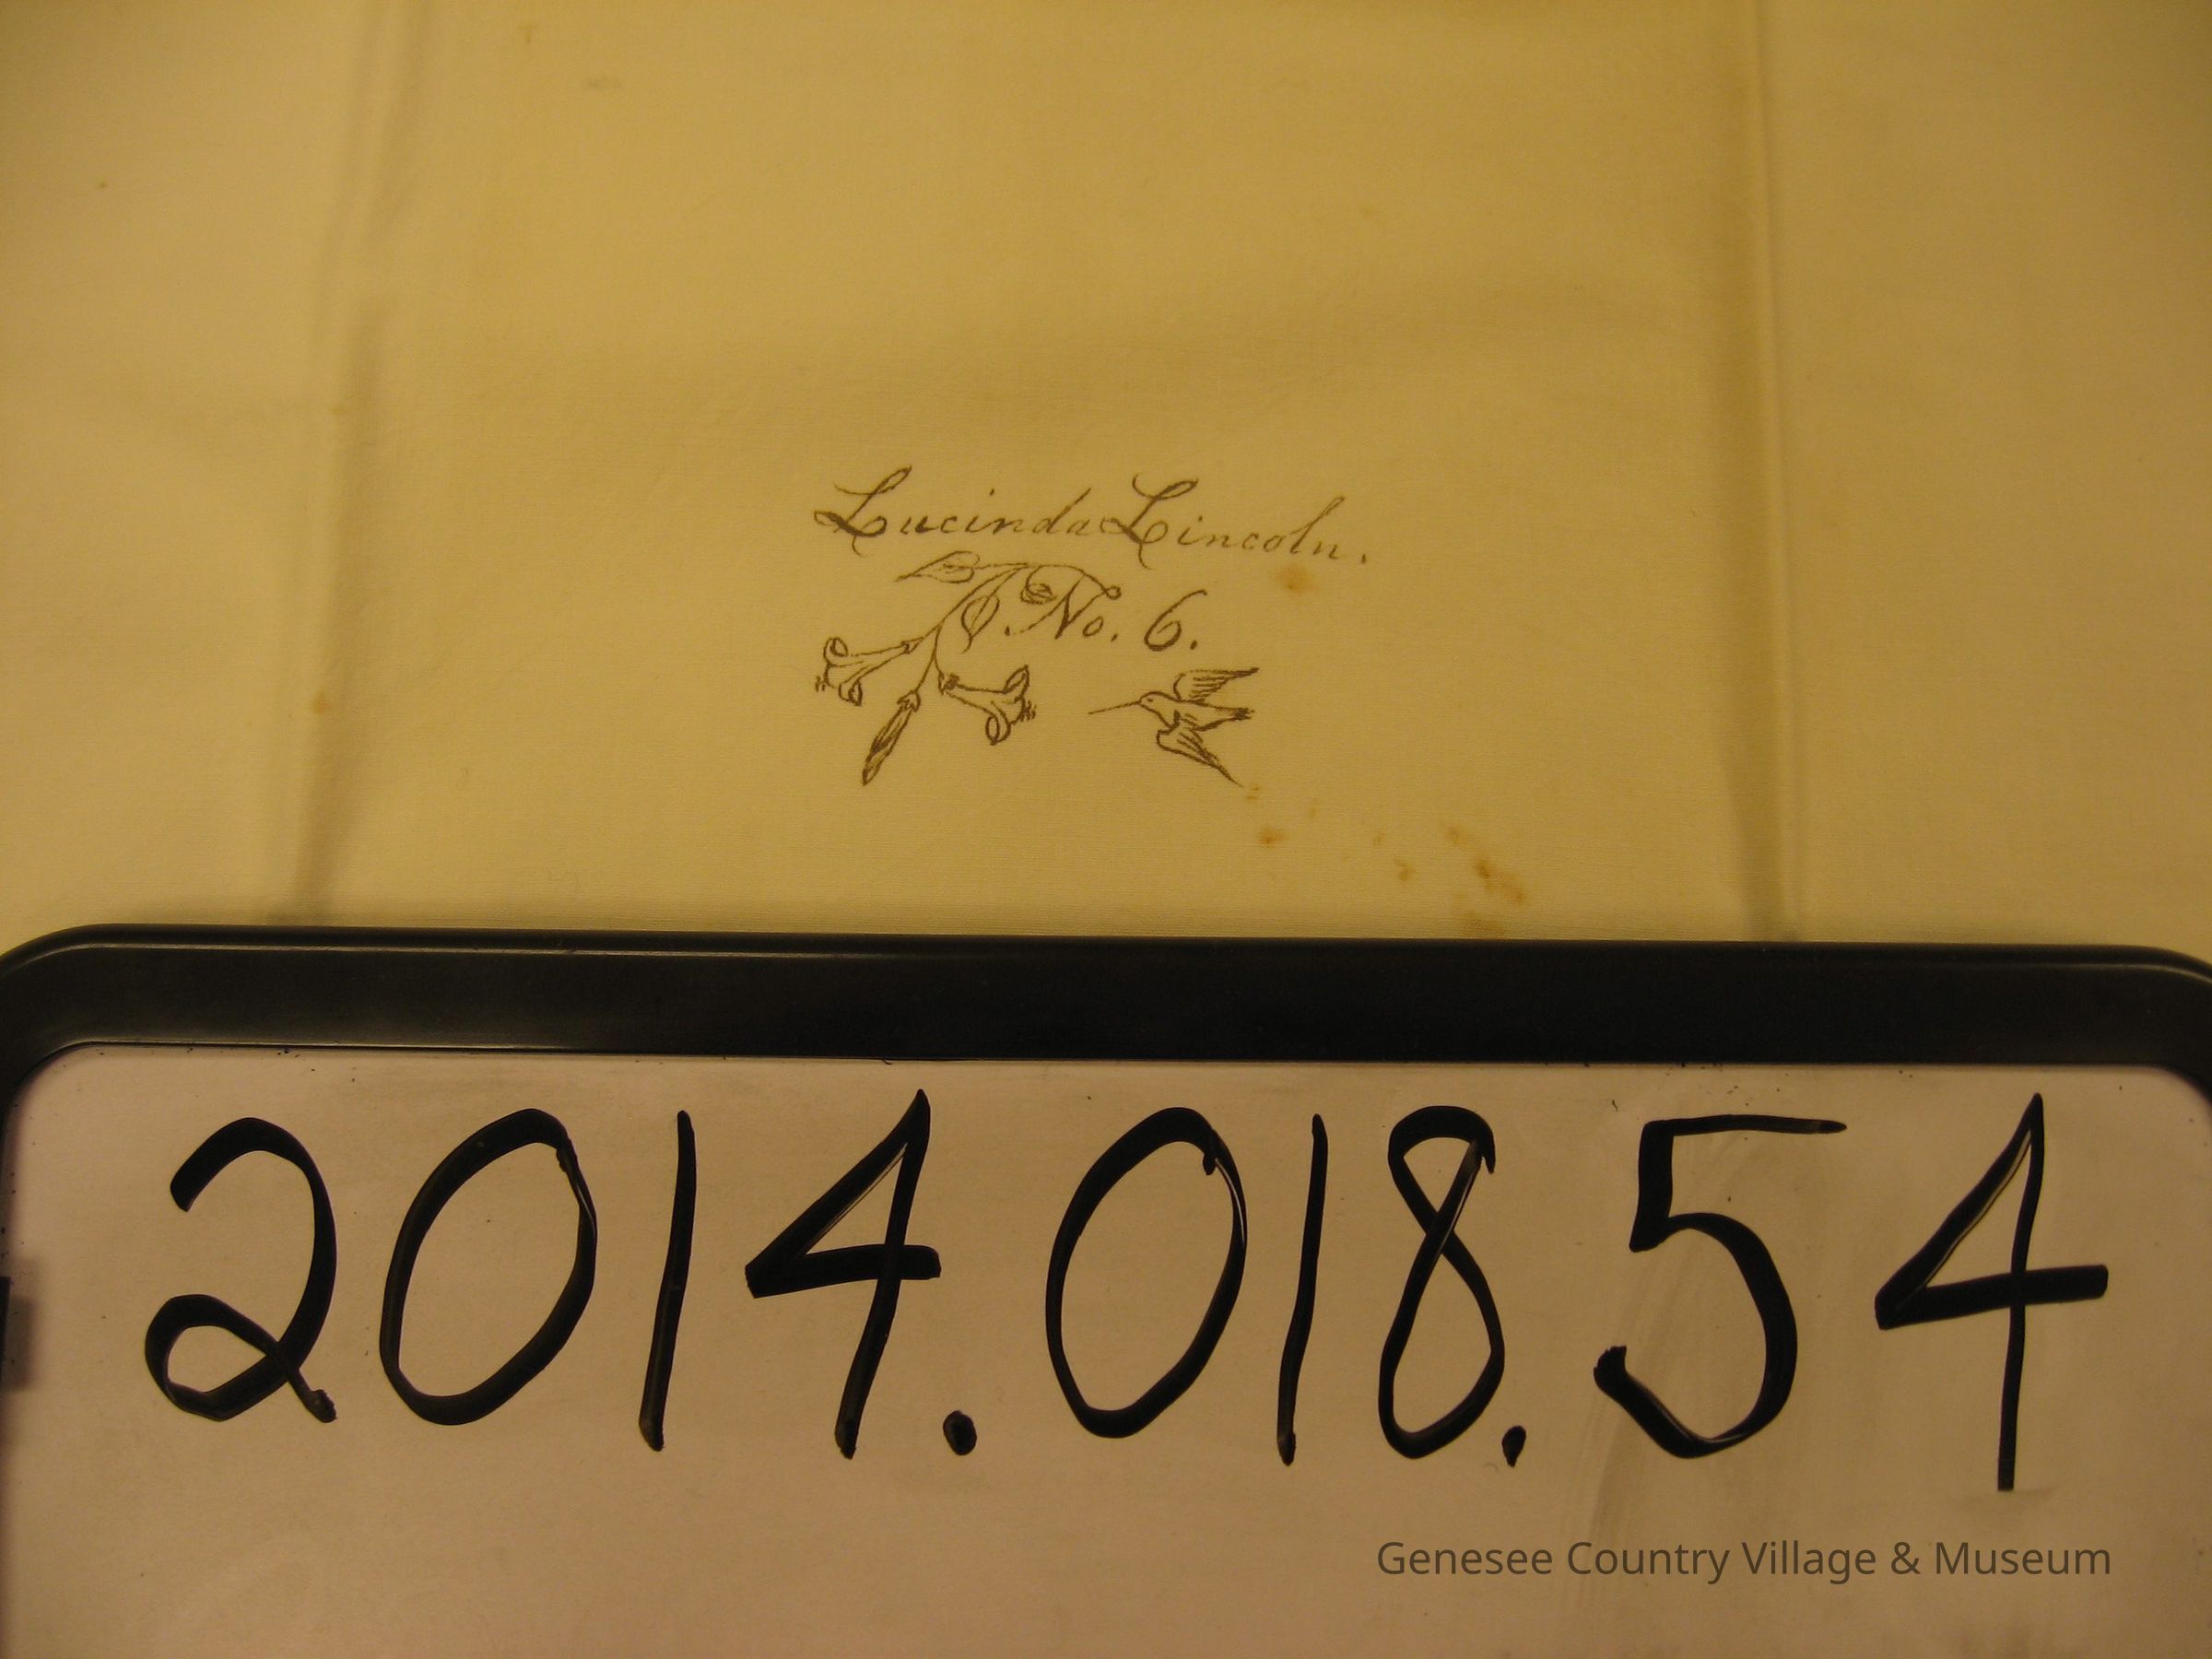 Lucinda Lincoln.
No. 6.
2014.018.54
Genesee Country Village & Museum